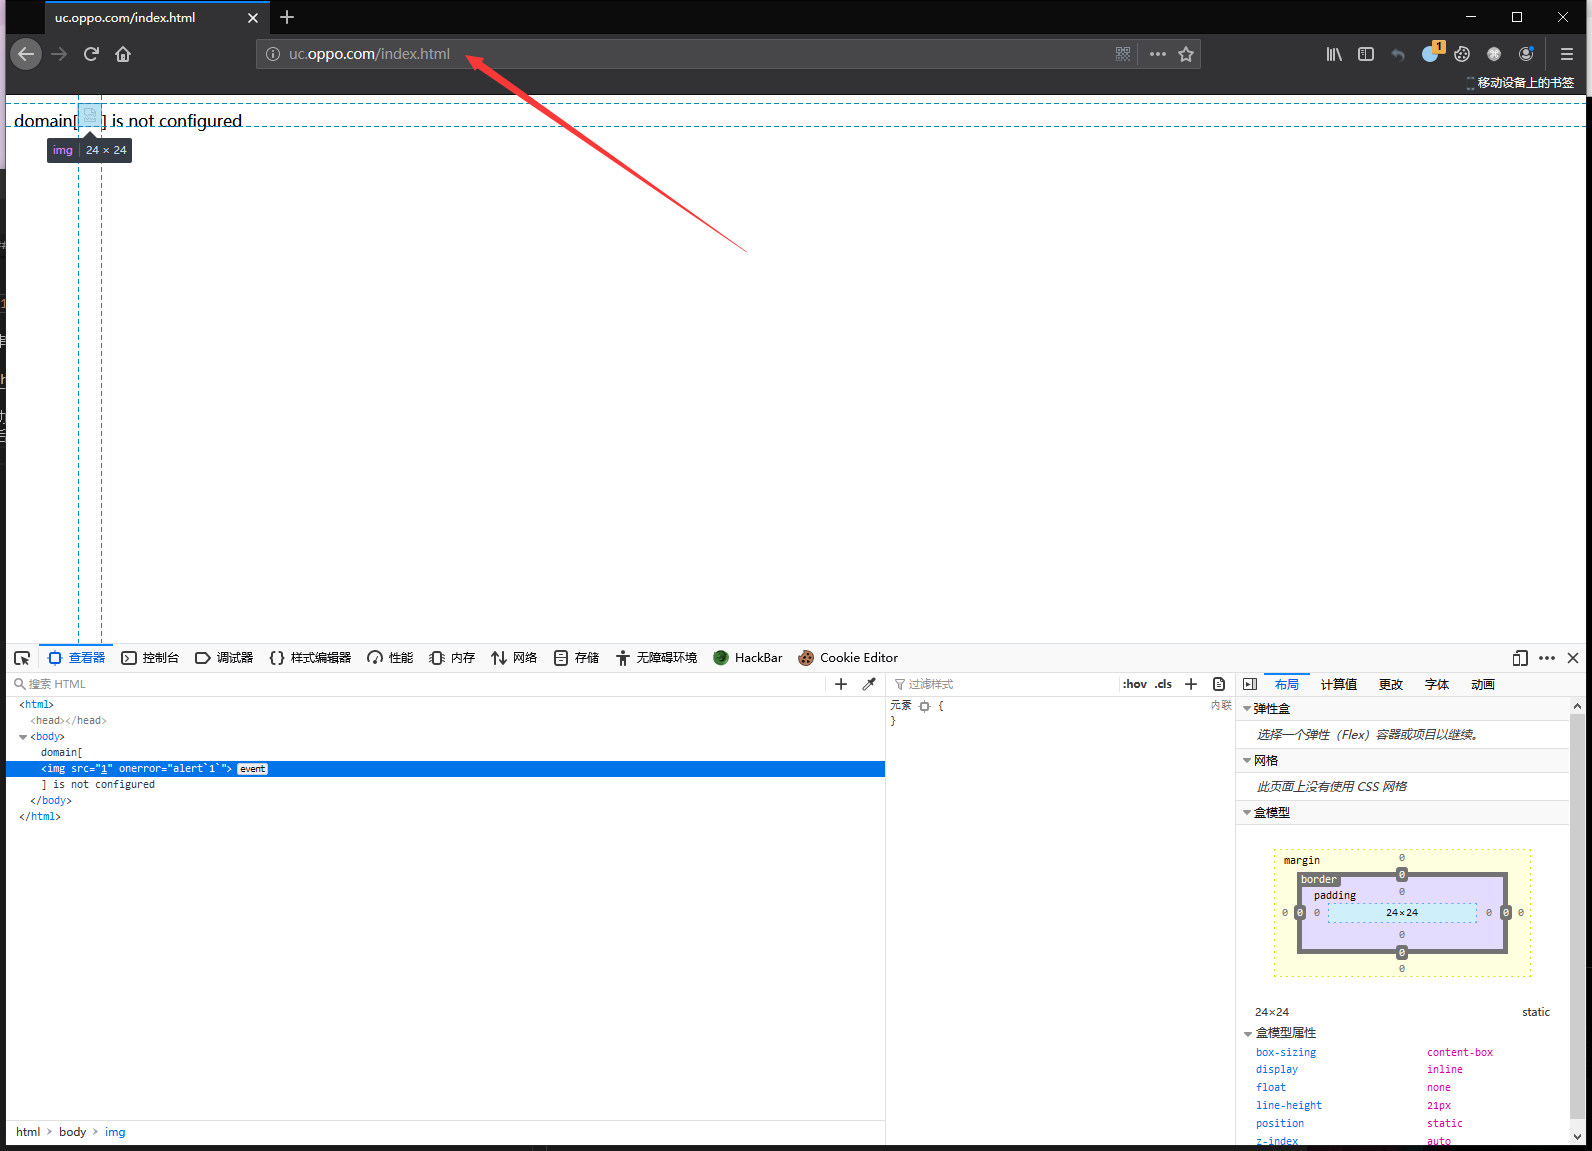 uc.oppo.com/index.html
uc.oppo.com/index.html
1
移动设备上的书签
domain[ ] is not configured
img 24 × 24
查看器 控制台 调试器 样式编辑器 性能 内存 网络 存储 无障碍环境 HackBar Cookie Editor
搜索 HTML
过滤样式 :hov .cls
布局 计算值 更改 字体 动画
<html>
<head></head>
<body>
domain[
<img src="1" onerror="alert`1`"> event
] is not configured
</body>
</html>
元素 { 内联
}
弹性盒
选择一个弹性（Flex）容器或项目以继续。
网格
此页面上没有使用 CSS 网格
盒模型
margin 0
border 0
0
padding
0 0 0 24×24 0 0 0
0
0
0
24×24 static
盒模型属性
box-sizing content-box
display inline
float none
line-height 21px
position static
z-index auto
html > body > img